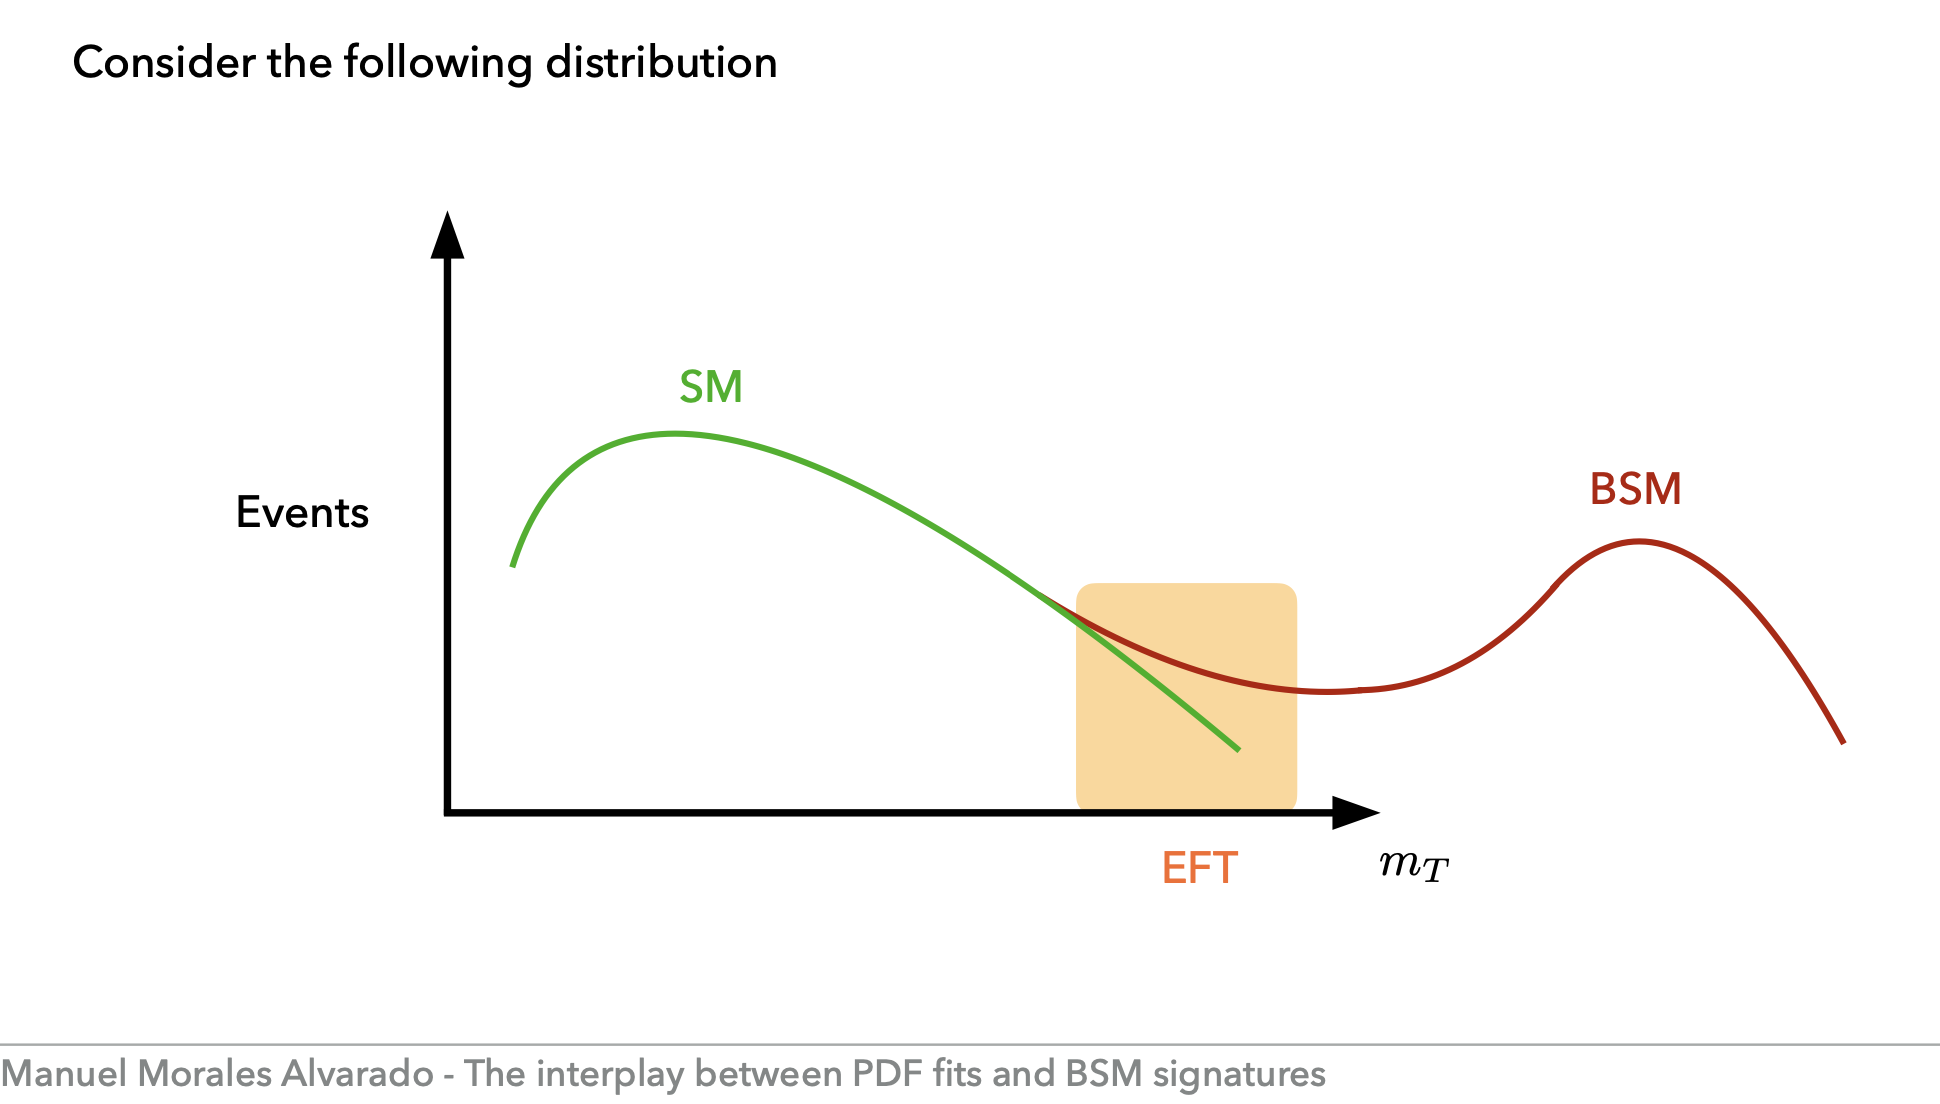 Consider the following distribution
SM
BSM
Events
EFT
m_T
Manuel Morales Alvarado - The interplay between PDF fits and BSM signatures